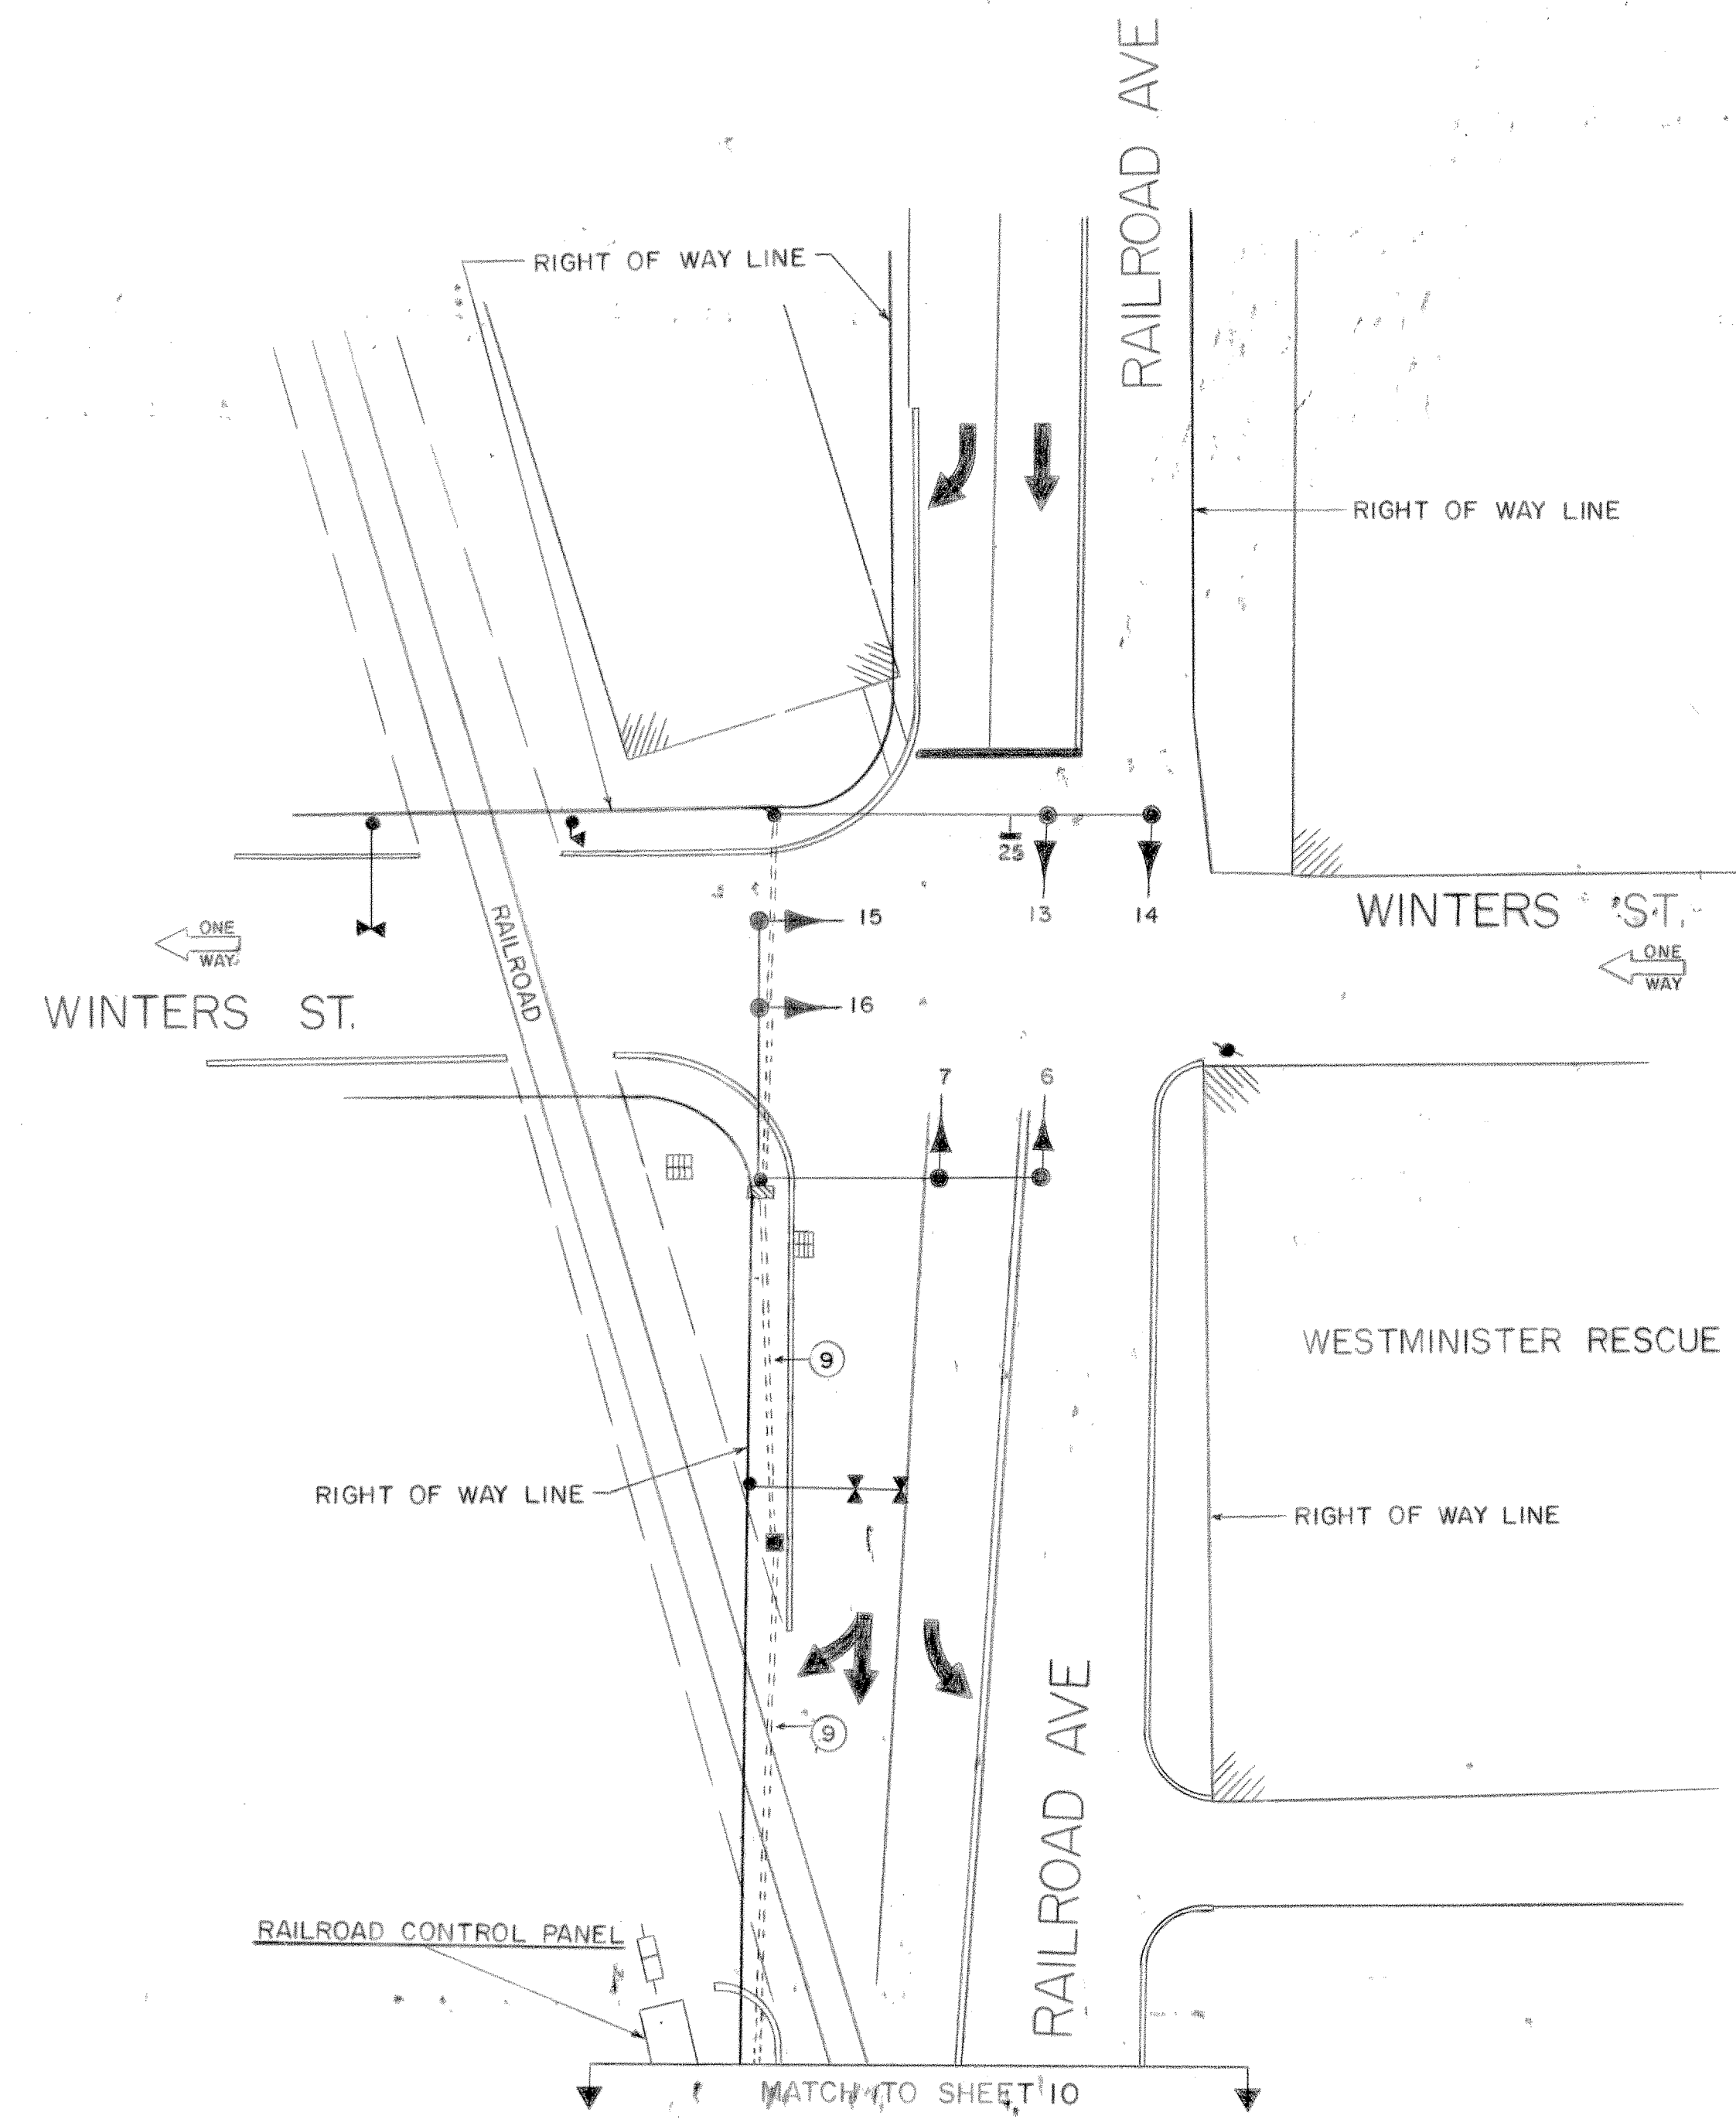 RAILROAD AVE
RIGHT OF WAY LINE
RIGHT OF WAY LINE
25
13
14
WINTERS ST.
15
ONE
WAY
ONE
WAY
RAILROAD
WINTERS ST.
16
7
6
WESTMINISTER RESCUE
9
RIGHT OF WAY LINE
RIGHT OF WAY LINE
9
RAILROAD AVE
RAILROAD CONTROL PANEL
MATCH TO SHEET 10